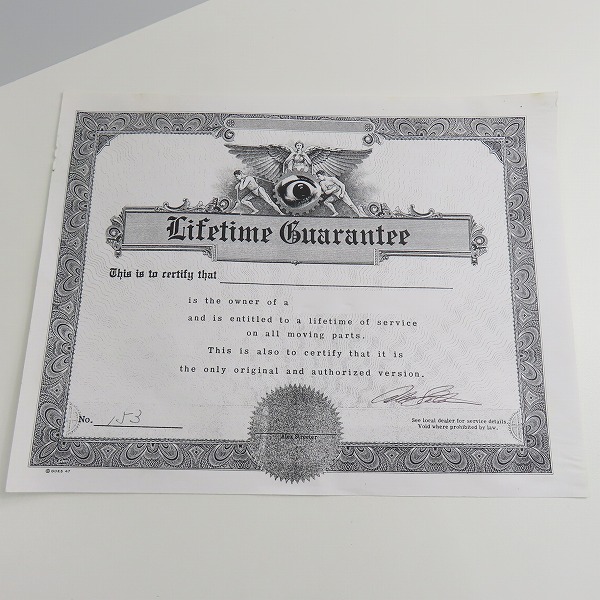 Lifetime Guarantee
This is to certify that
is the owner of a
and is entitled to a lifetime of service
on all moving parts.
This is also to certify that it is
the only original and authorized version.
No. 153
Alex, Director
See local dealer for service details.
Void where prohibited by law.